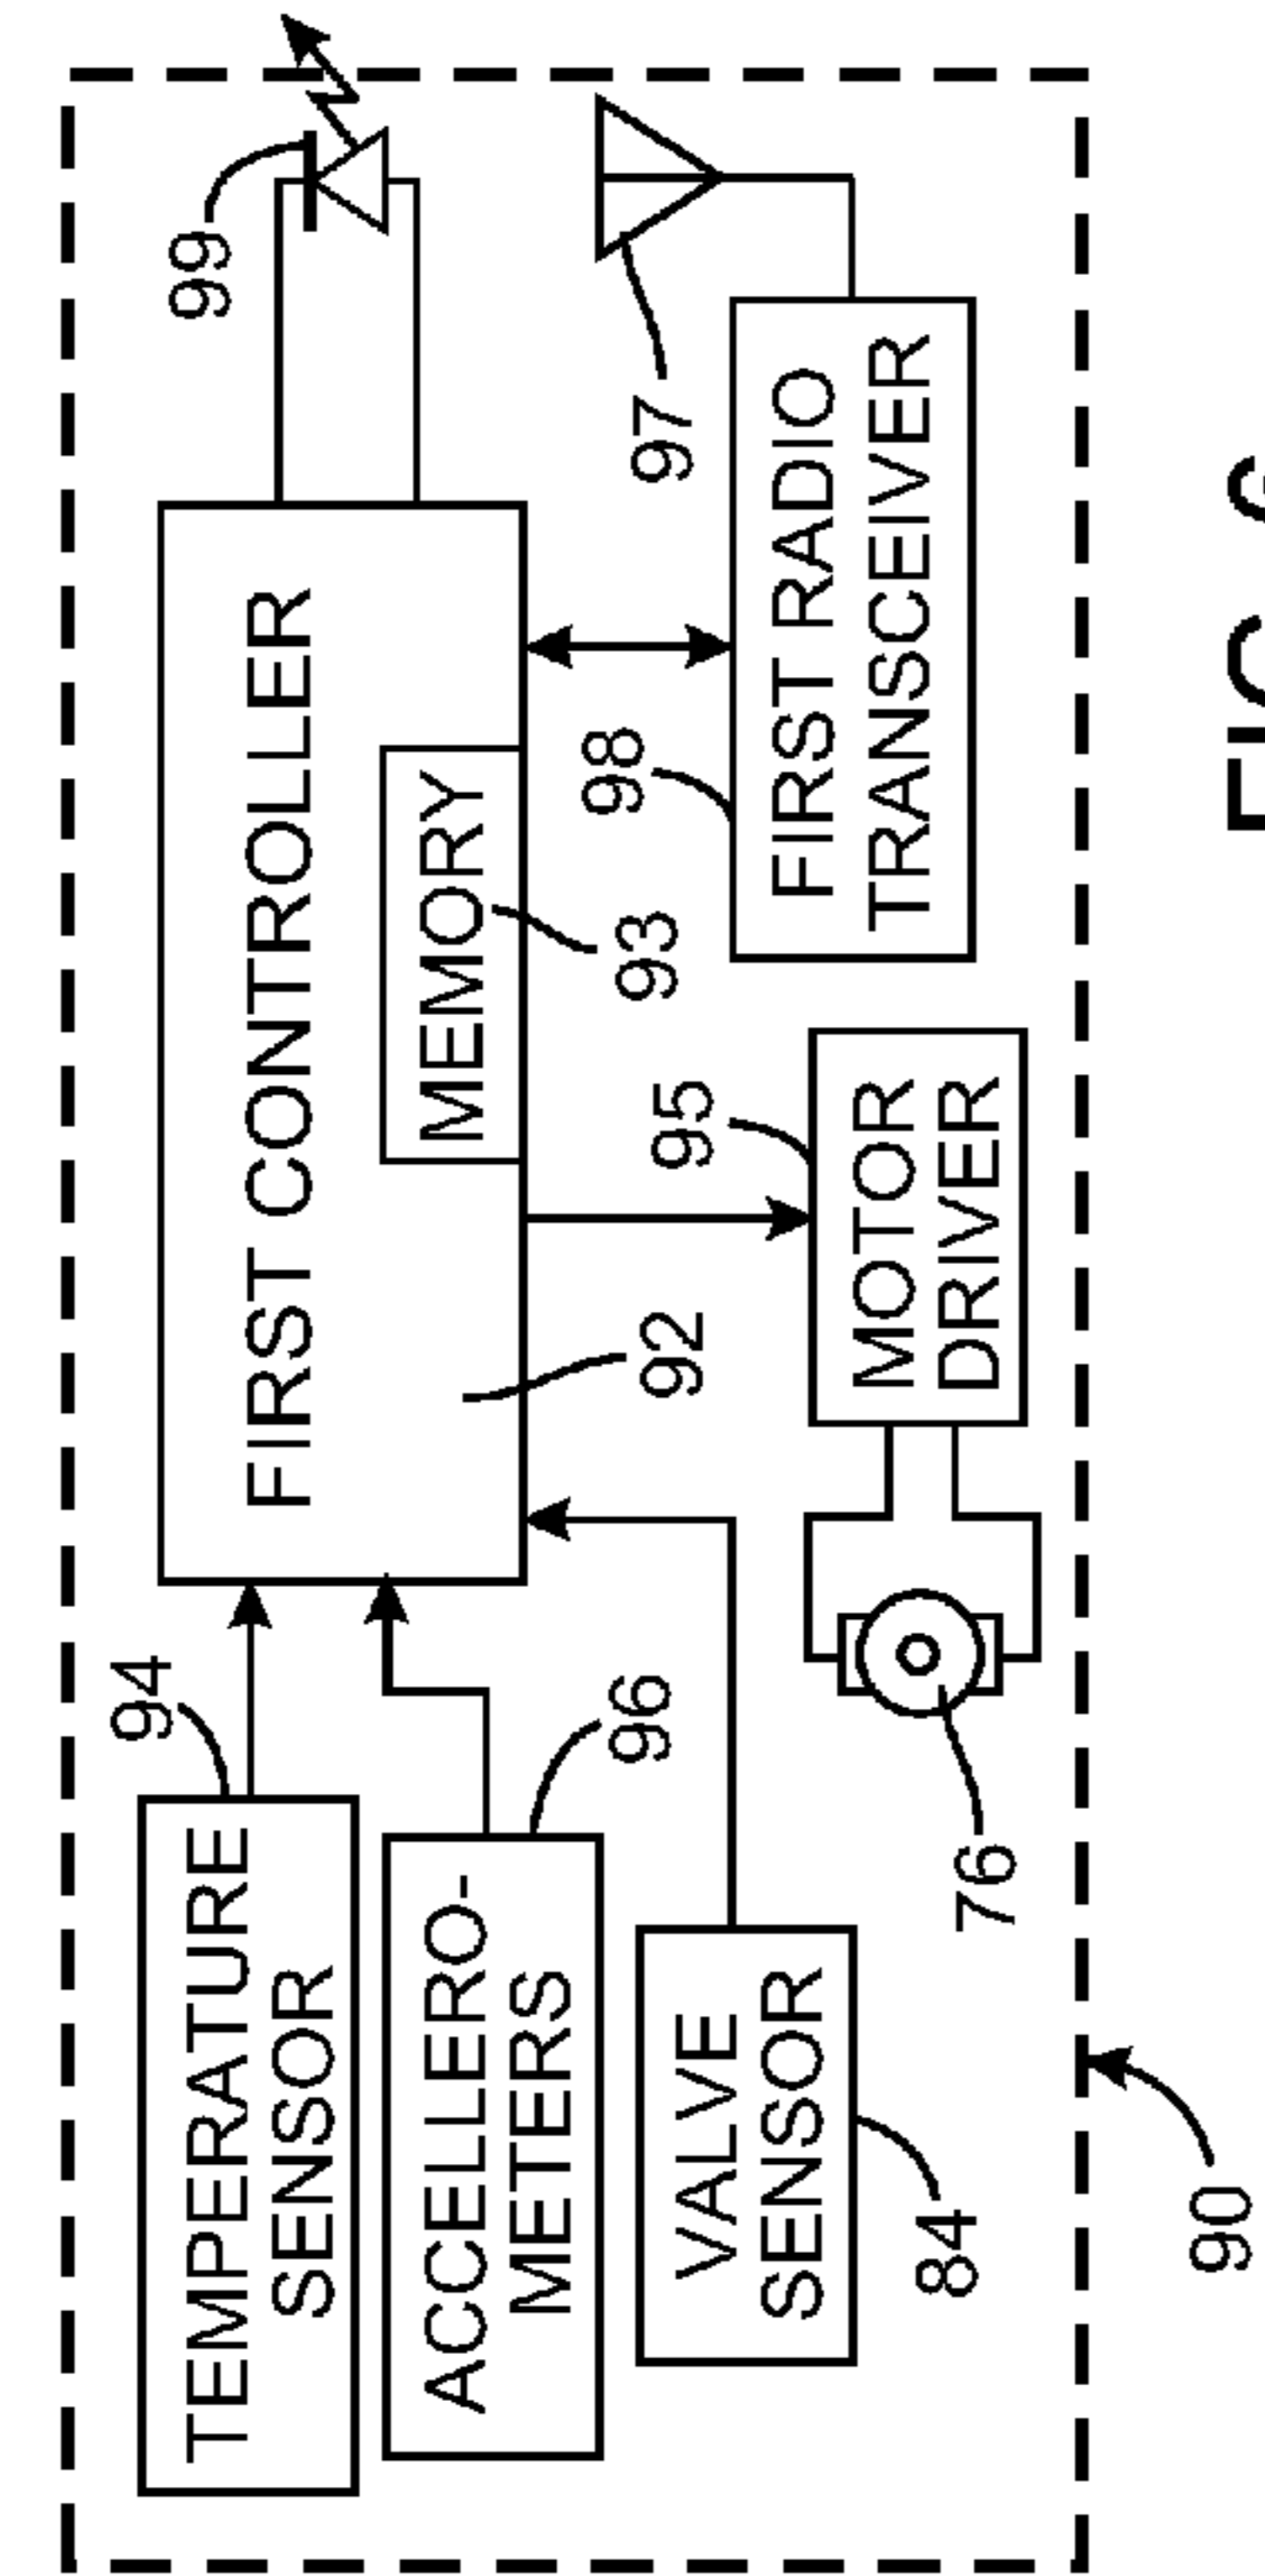 TEMPERATURE
SENSOR
94
ACCELLERO-
METERS
96
VALVE
SENSOR
84
FIRST CONTROLLER
92
MEMORY
93
99
97
98
FIRST RADIO
TRANSCEIVER
95
MOTOR
DRIVER
76
90